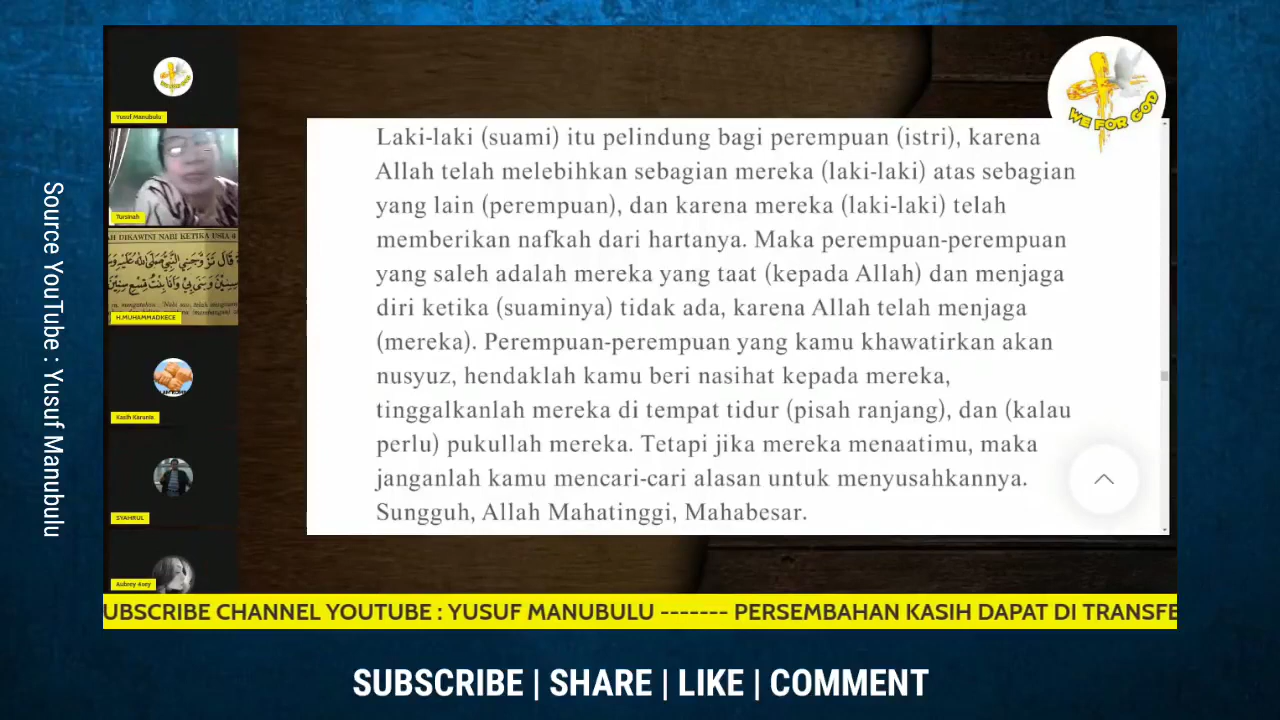 Source YouTube : Yusuf Manubulu
Yusuf Manubulu
Tursinah
AH DIKAWINI NABI KETIKA USIA 6
H.MUHAMMADKECE
Kasih Karunia
SYAHRUL
Aubrey 4sey
WE FOR GOD
Laki-laki (suami) itu pelindung bagi perempuan (istri), karena
Allah telah melebihkan sebagian mereka (laki-laki) atas sebagian
yang lain (perempuan), dan karena mereka (laki-laki) telah
memberikan nafkah dari hartanya. Maka perempuan-perempuan
yang saleh adalah mereka yang taat (kepada Allah) dan menjaga
diri ketika (suaminya) tidak ada, karena Allah telah menjaga
(mereka). Perempuan-perempuan yang kamu khawatirkan akan
nusyuz, hendaklah kamu beri nasihat kepada mereka,
tinggalkanlah mereka di tempat tidur (pisah ranjang), dan (kalau
perlu) pukullah mereka. Tetapi jika mereka menaatimu, maka
janganlah kamu mencari-cari alasan untuk menyusahkannya.
Sungguh, Allah Mahatinggi, Mahabesar.
UBSCRIBE CHANNEL YOUTUBE : YUSUF MANUBULU ------- PERSEMBAHAN KASIH DAPAT DI TRANSFE
SUBSCRIBE | SHARE | LIKE | COMMENT